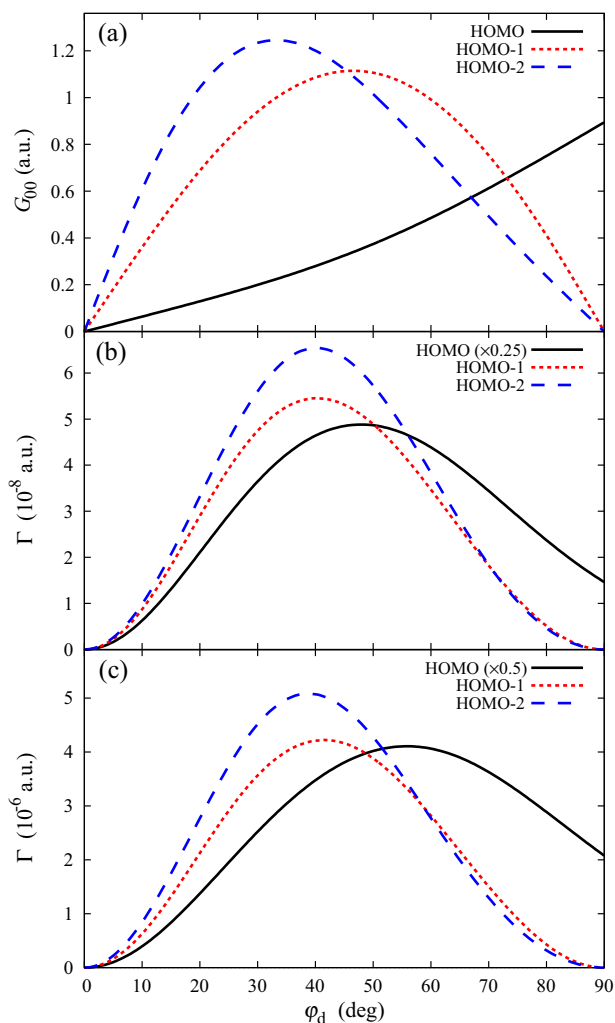 (a)
HOMO
HOMO-1
HOMO-2
G00 (a.u.)
1.2
1
0.8
0.6
0.4
0.2
0
(b)
HOMO (×0.25)
HOMO-1
HOMO-2
Γ (10-8 a.u.)
6
5
4
3
2
1
0
(c)
HOMO (×0.5)
HOMO-1
HOMO-2
Γ (10-6 a.u.)
5
4
3
2
1
0
0 10 20 30 40 50 60 70 80 90
φd (deg)